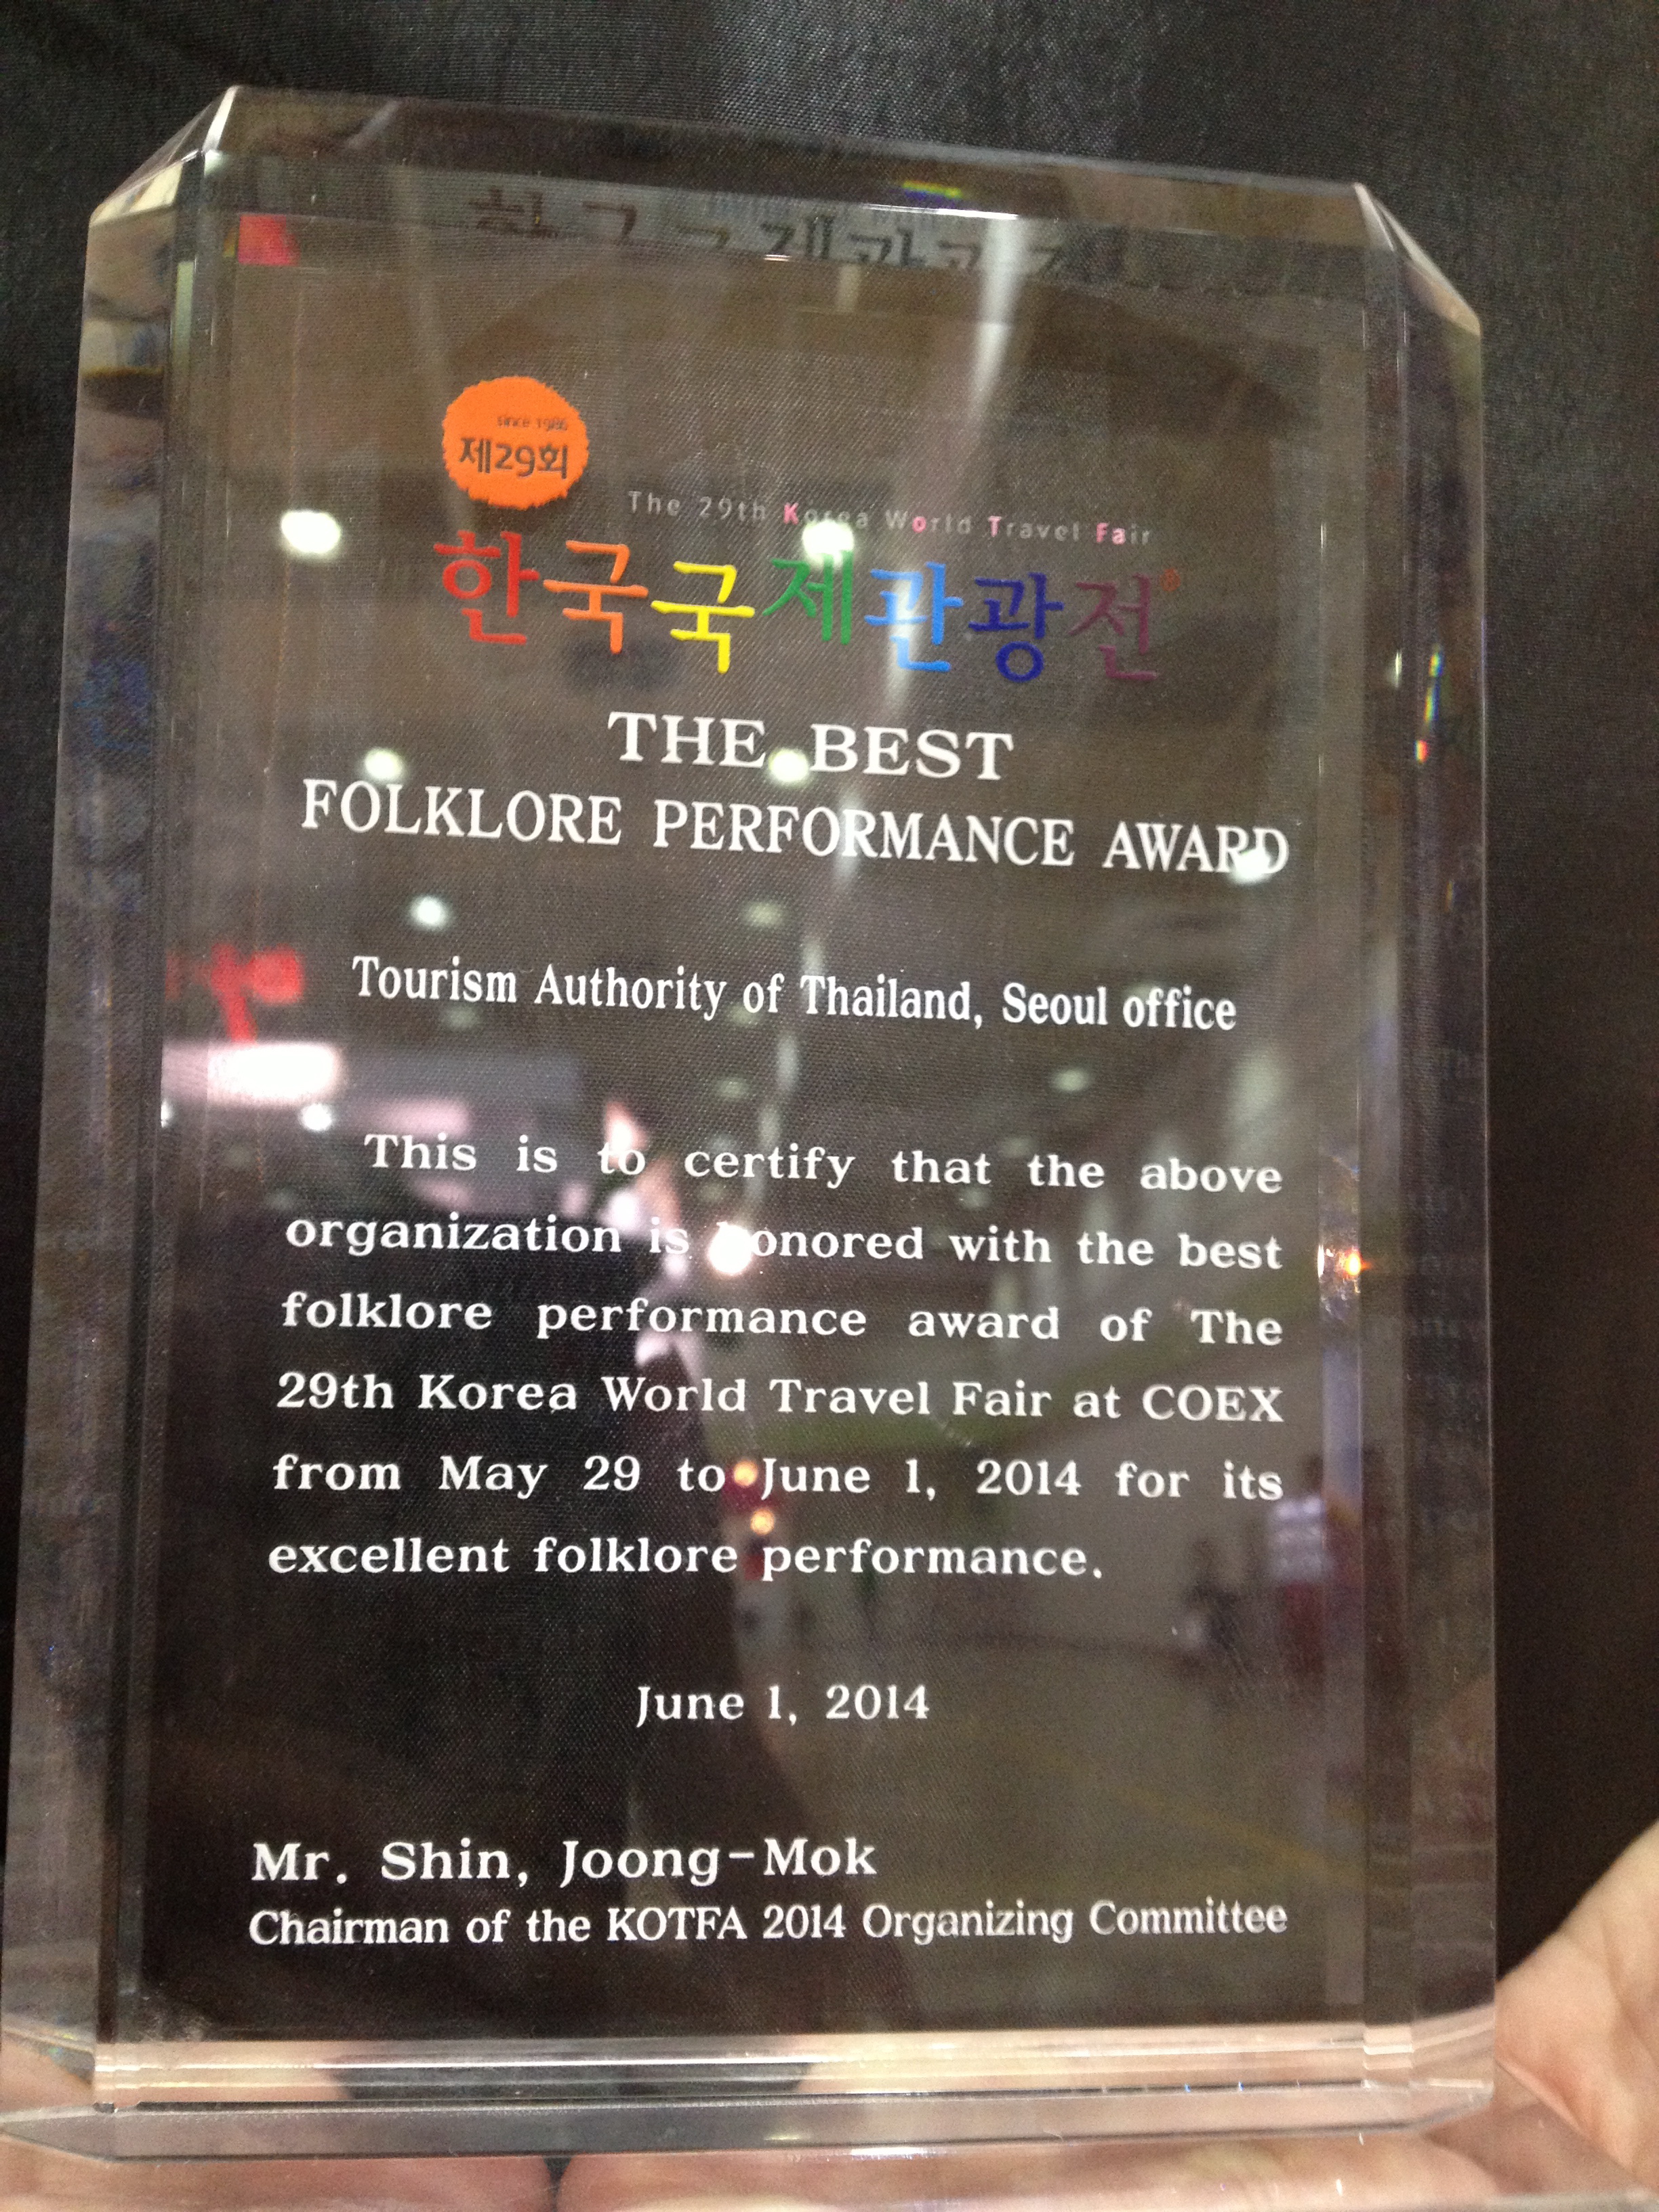 since 1986
제29회
The 29th Korea World Travel Fair
한국국제관광전
THE BEST
FOLKLORE PERFORMANCE AWARD
Tourism Authority of Thailand, Seoul office
This is to certify that the above
organization is honored with the best
folklore performance award of The
29th Korea World Travel Fair at COEX
from May 29 to June 1, 2014 for its
excellent folklore performance.
June 1, 2014
Mr. Shin, Joong-Mok
Chairman of the KOTFA 2014 Organizing Committee